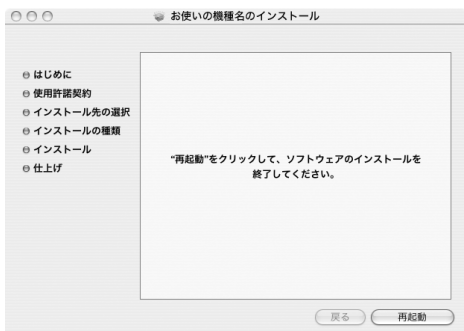 お使いの機種名のインストール
はじめに
使用許諾契約
インストール先の選択
インストールの種類
インストール
仕上げ
“再起動”をクリックして、ソフトウェアのインストールを
終了してください。
戻る
再起動